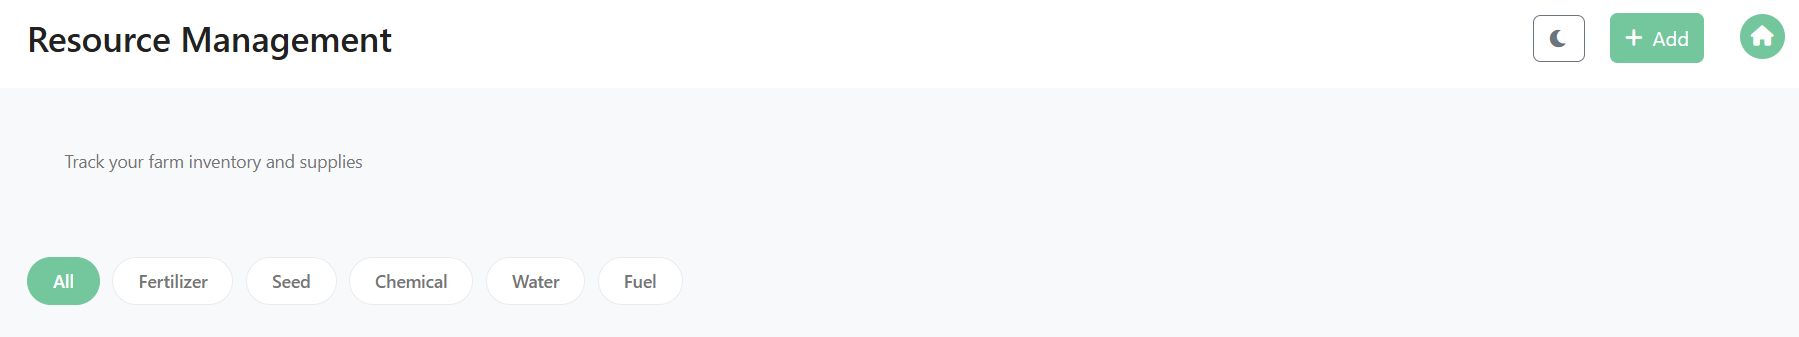 Resource Management
Add
Track your farm inventory and supplies
All Fertilizer Seed Chemical Water Fuel